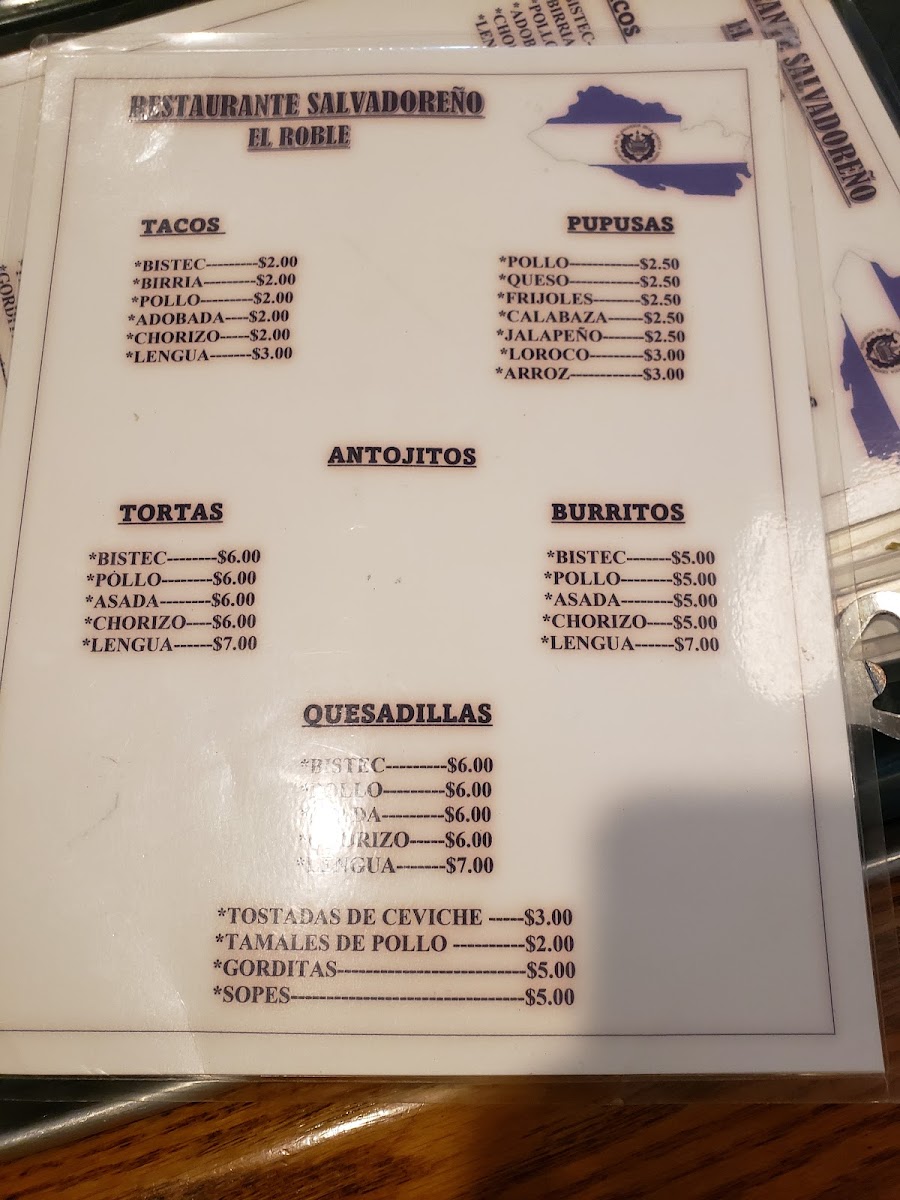 RESTAURANTE SALVADOREÑO
EL ROBLE
TACOS
*BISTEC----------$2.00
*BIRRIA----------$2.00
*POLLO----------$2.00
*ADOBADA----$2.00
*CHORIZO-----$2.00
*LENGUA--------$3.00
PUPUSAS
*POLLO-------------$2.50
*QUESO-------------$2.50
*FRIJOLES--------$2.50
*CALABAZA------$2.50
*JALAPEÑO-------$2.50
*LOROCO---------$3.00
*ARROZ-------------$3.00
ANTOJITOS
TORTAS
*BISTEC--------$6.00
*PÓLLO--------$6.00
*ASADA--------$6.00
*CHORIZO----$6.00
*LENGUA------$7.00
BURRITOS
*BISTEC-------$5.00
*POLLO--------$5.00
*ASADA--------$5.00
*CHORIZO----$5.00
*LENGUA------$7.00
QUESADILLAS
*BISTEC---------$6.00
*POLLO---------$6.00
*ASADA---------$6.00
*CHORIZO-----$6.00
*LENGUA-------$7.00
*TOSTADAS DE CEVICHE -----$3.00
*TAMALES DE POLLO ----------$2.00
*GORDITAS--------------------------$5.00
*SOPES---------------------------------$5.00
SALVADOREÑO